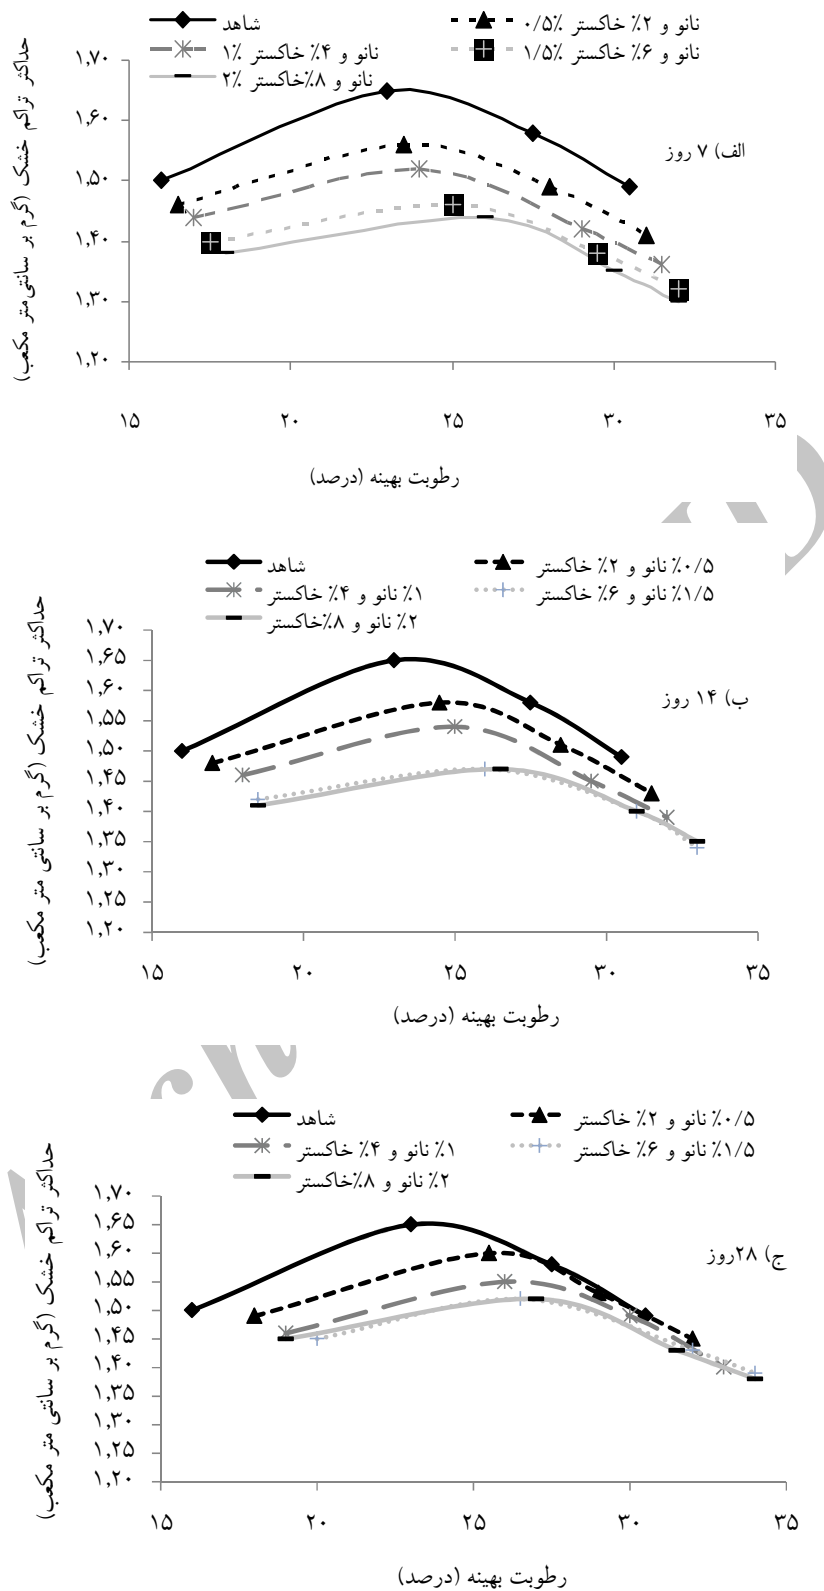 شاهد
۰/۵٪ نانو و ۲٪ خاکستر
۱٪ نانو و ۴٪ خاکستر
۱/۵٪ نانو و ۶٪ خاکستر
۲٪ نانو و ۸٪خاکستر
حداکثر تراکم خشک (گرم بر سانتی‌متر مکعب)
۱,۷۰
۱,۶۰
۱,۵۰
۱,۴۰
۱,۳۰
۱,۲۰
الف) ۷ روز
۱۵ ۲۰ ۲۵ ۳۰ ۳۵
رطوبت بهینه (درصد)
شاهد
۰/۵٪ نانو و ۲٪ خاکستر
۱٪ نانو و ۴٪ خاکستر
۱/۵٪ نانو و ۶٪ خاکستر
۲٪ نانو و ۸٪خاکستر
حداکثر تراکم خشک (گرم بر سانتی متر مکعب)
۱,۷۰
۱,۶۵
۱,۶۰
۱,۵۵
۱,۵۰
۱,۴۵
۱,۴۰
۱,۳۵
۱,۳۰
۱,۲۵
۱,۲۰
ب) ۱۴ روز
۱۵ ۲۰ ۲۵ ۳۰ ۳۵
رطوبت بهینه (درصد)
شاهد
۰/۵٪ نانو و ۲٪ خاکستر
۱٪ نانو و ۴٪ خاکستر
۱/۵٪ نانو و ۶٪ خاکستر
۲٪ نانو و ۸٪خاکستر
حداکثر تراکم خشک (گرم بر سانتی متر مکعب)
۱,۷۰
۱,۶۵
۱,۶۰
۱,۵۵
۱,۵۰
۱,۴۵
۱,۴۰
۱,۳۵
۱,۳۰
۱,۲۵
۱,۲۰
ج) ۲۸روز
۱۵ ۲۰ ۲۵ ۳۰ ۳۵
رطوبت بهینه (درصد)